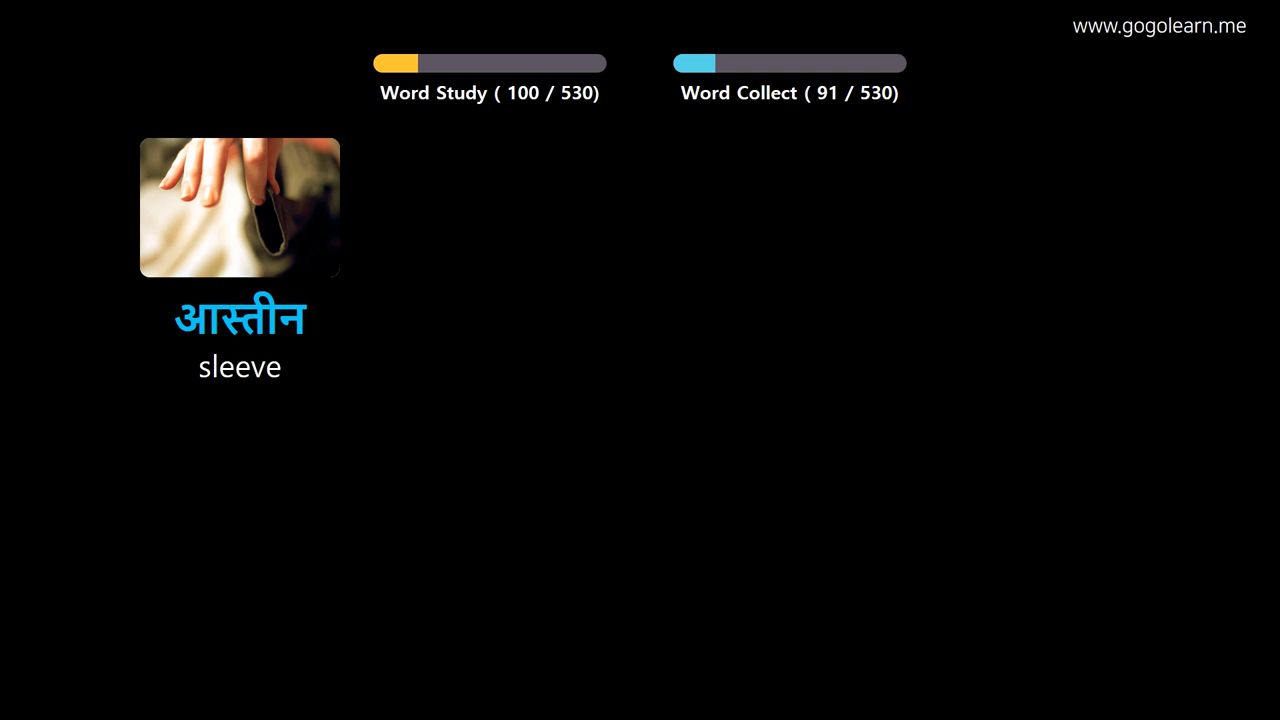 www.gogolearn.me
Word Study ( 100 / 530)
Word Collect ( 91 / 530)
आस्तीन
sleeve